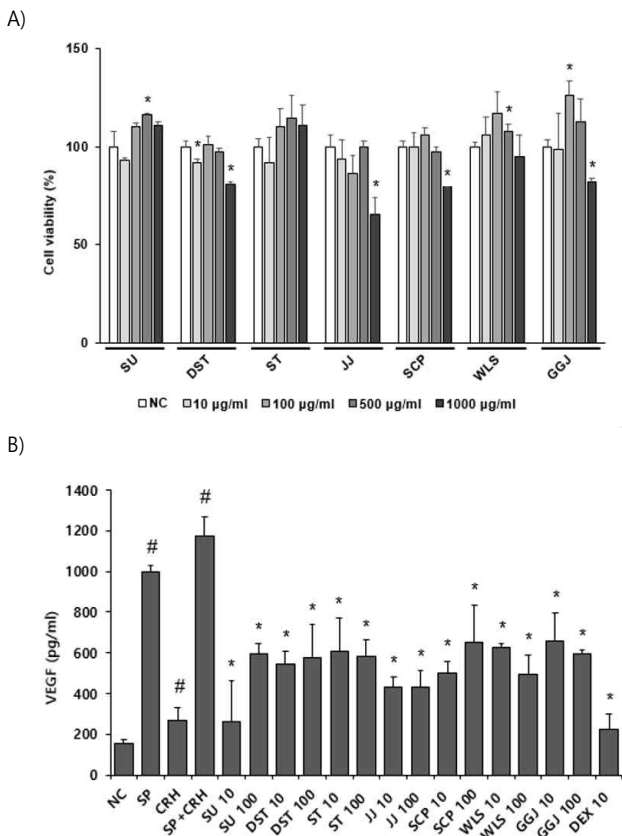 A)
150
*
*
*
*
*
*
*
*
100
50
0
Cell viability (%)
SU DST ST JJ SCP WLS GGJ
NC 10 µg/ml 100 µg/ml 500 µg/ml 1000 µg/ml
B)
1400
1200
1000
800
600
400
200
0
VEGF (pg/ml)
# # # * * * * * * * * * * * * * * *
NC SP CRH SP+CRH SU 10 SU 100 DST 10 DST 100 ST 10 ST 100 JJ 10 JJ 100 SCP 10 SCP 100 WLS 10 WLS 100 GGJ 10 GGJ 100 DEX 10